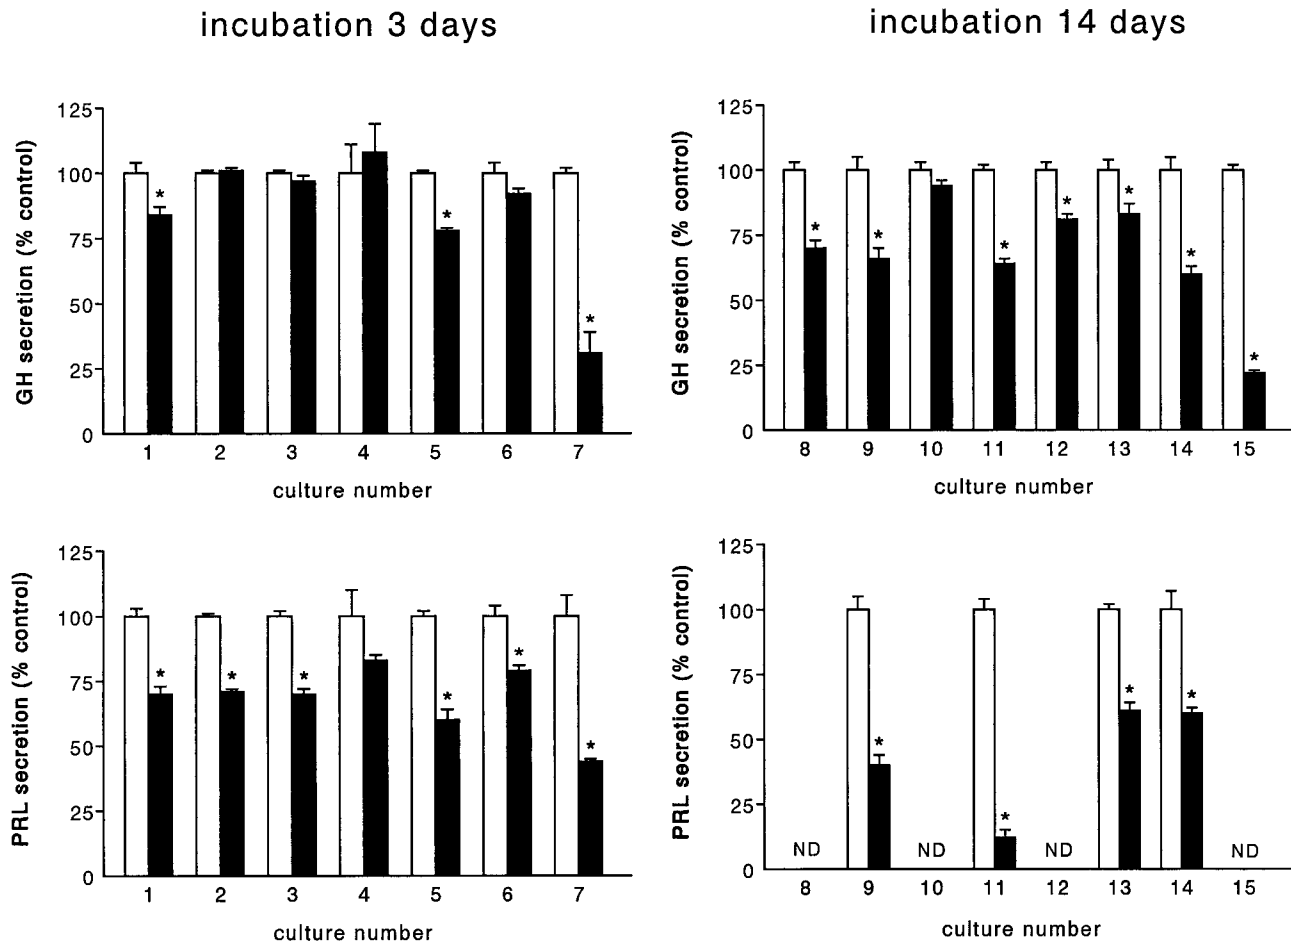 incubation 3 days
incubation 14 days
GH secretion (% control)
125
100
75
50
25
0
*
*
*
1 2 3 4 5 6 7
culture number
GH secretion (% control)
125
100
75
50
25
0
*
*
*
*
*
*
*
8 9 10 11 12 13 14 15
culture number
PRL secretion (% control)
125
100
75
50
25
0
*
*
*
*
*
*
1 2 3 4 5 6 7
culture number
PRL secretion (% control)
125
100
75
50
25
0
*
*
*
*
ND ND ND ND
8 9 10 11 12 13 14 15
culture number